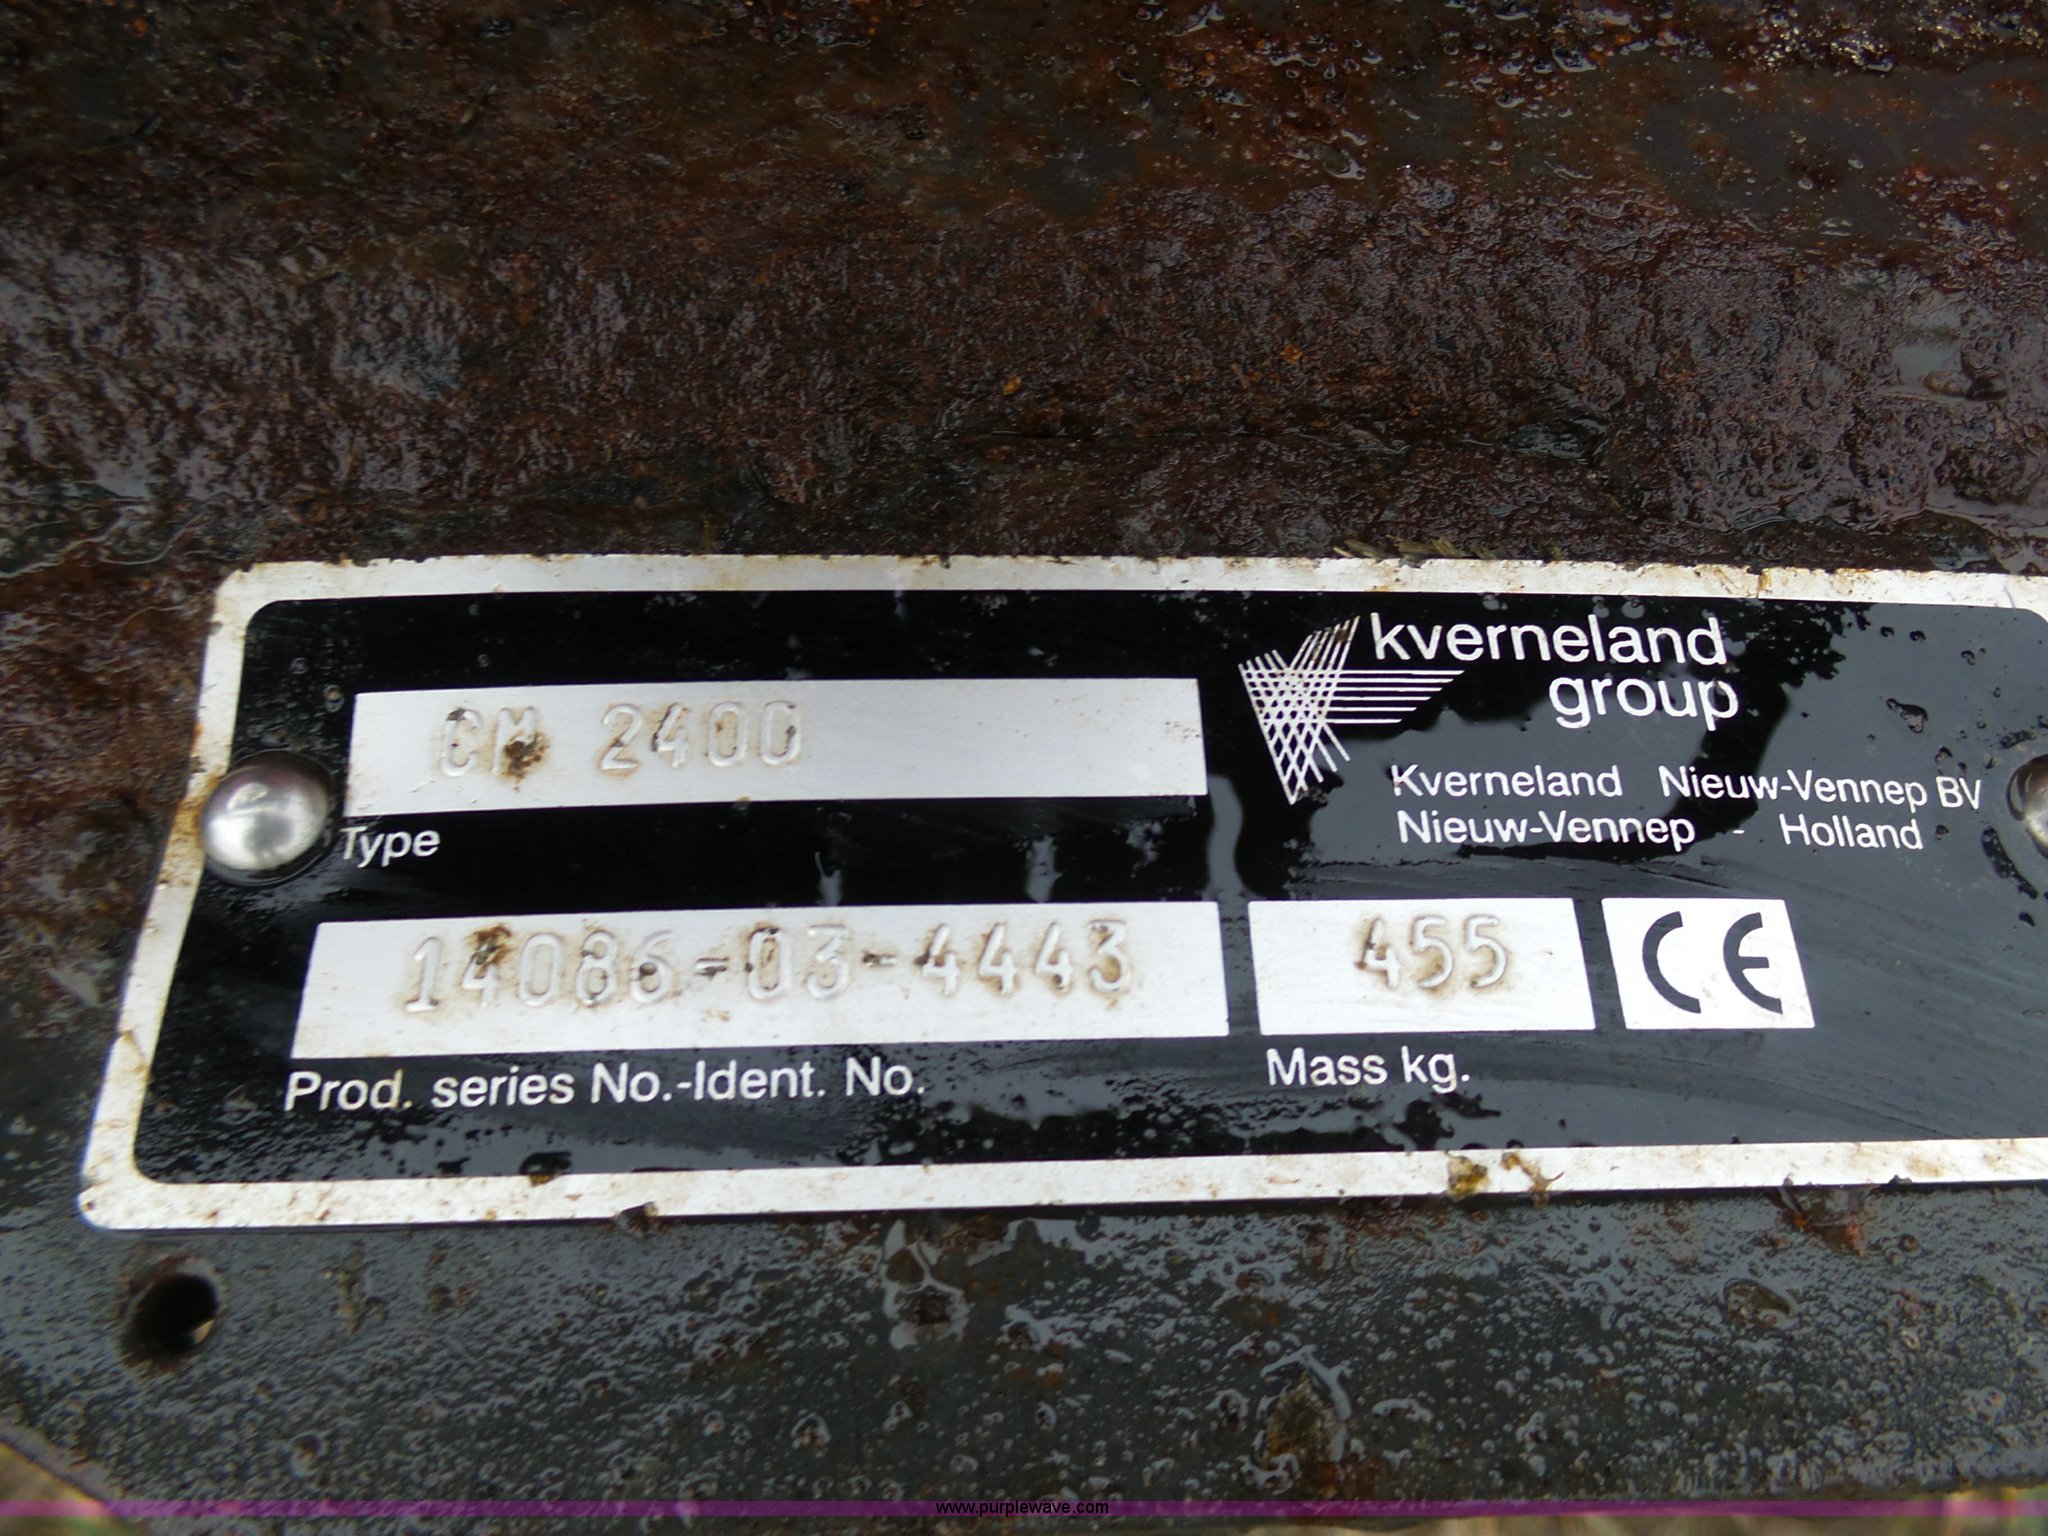 kverneland
group
CM 2400
Type
Kverneland Nieuw-Vennep BV
Nieuw-Vennep - Holland
14086-03-4443
Prod. series No.-Ident. No.
455
Mass kg.
CE
www.purplewave.com